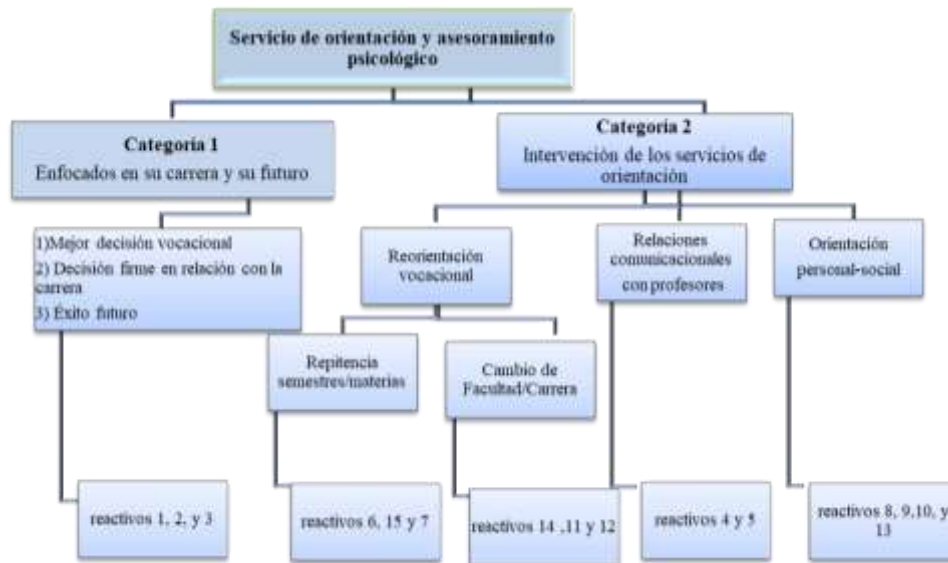 Servicio de orientación y asesoramiento
psicológico
Categoría 1
Enfocados en su carrera y su futuro
Categoría 2
Intervención de los servicios de
orientación
1)Mejor decisión vocacional
2) Decisión firme en relación con la
carrera
3) Éxito futuro
Reorientación
vocacional
Relaciones
comunicacionales
con profesores
Orientación
personal-social
Repitencia
semestres/materias
Cambio de
Facultad/Carrera
reactivos 1, 2, y 3
reactivos 6, 15 y 7
reactivos 14 ,11 y 12
reactivos 4 y 5
reactivos 8, 9,10, y
13